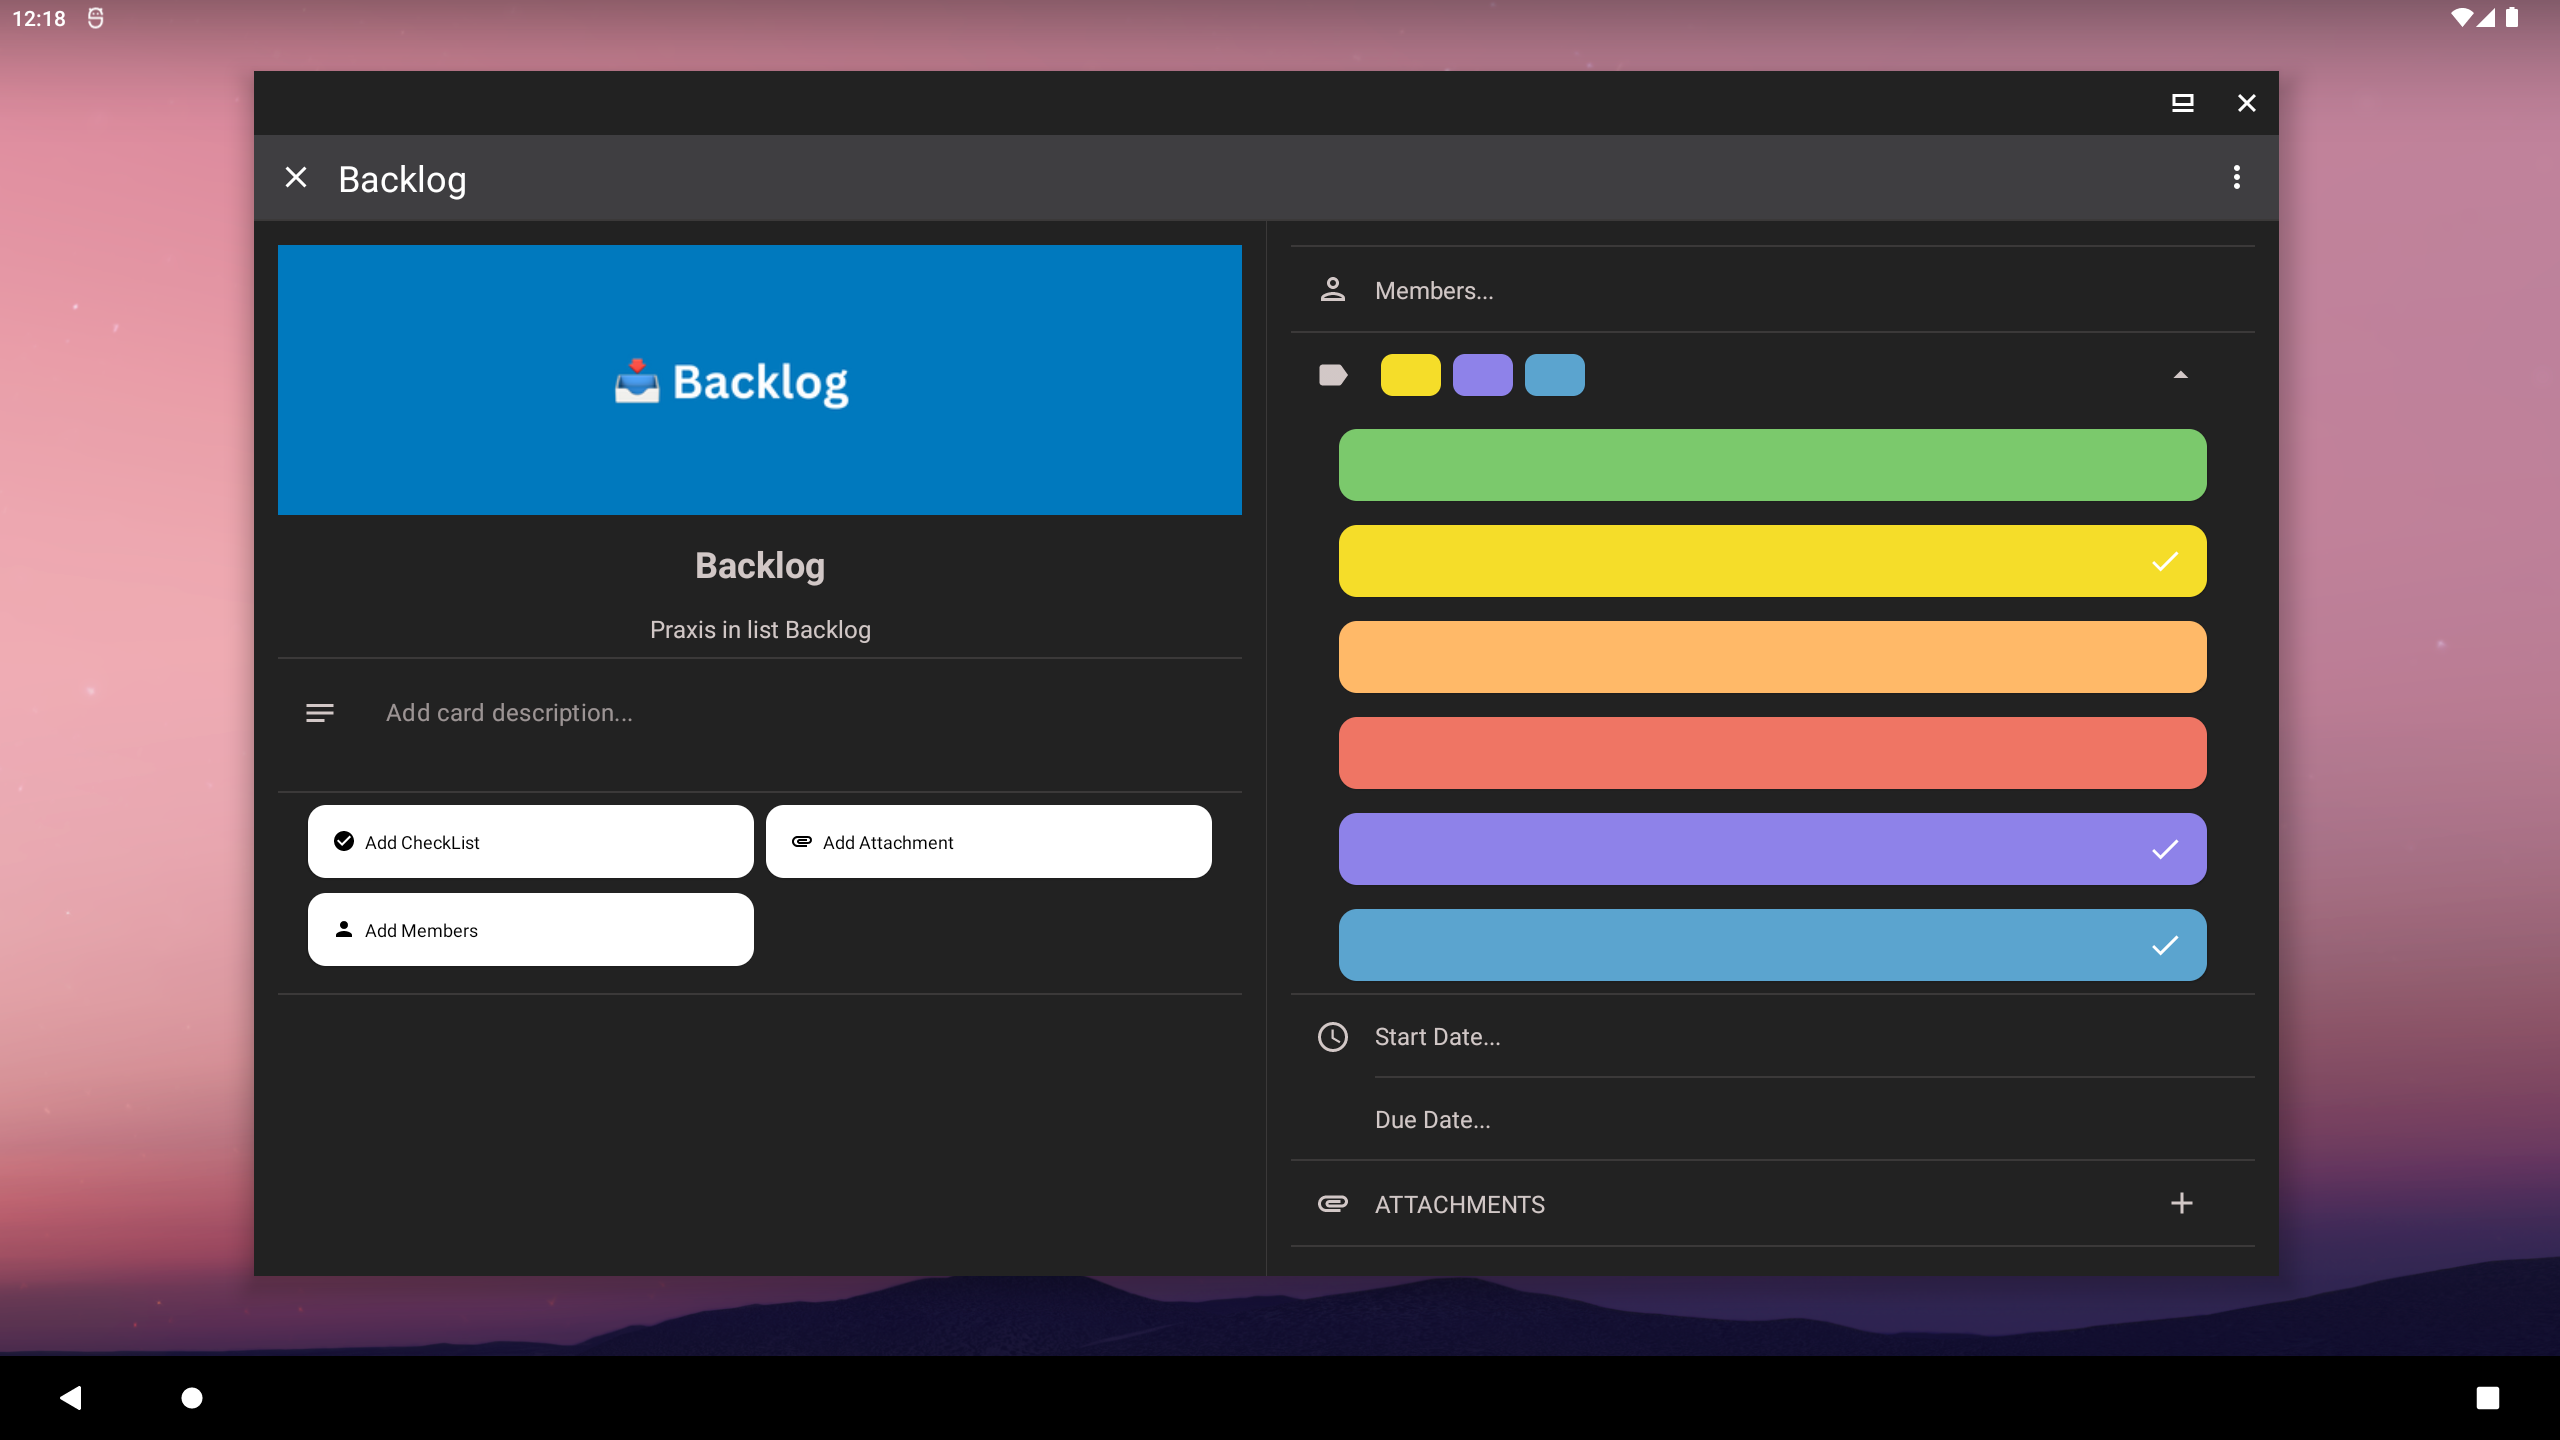 12:18
Backlog
Backlog
Backlog
Praxis in list Backlog
Add card description...
Add CheckList
Add Attachment
Add Members
Members...
Start Date...
Due Date...
ATTACHMENTS